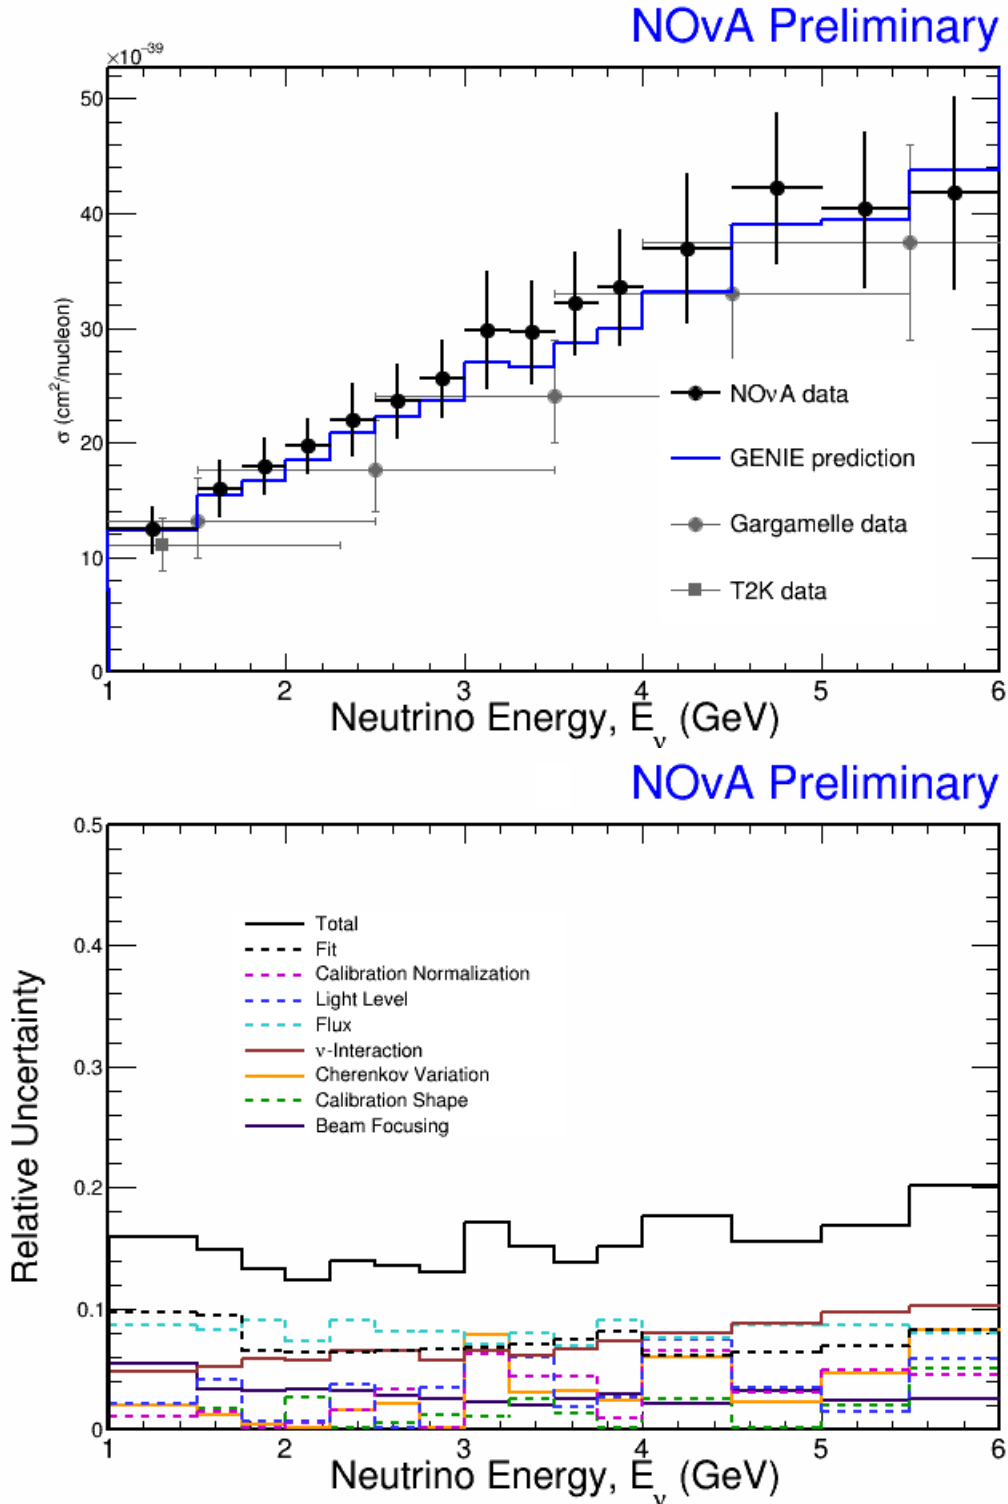 NOvA Preliminary
×10⁻³⁹
50
40
30
20
10
0
σ (cm²/nucleon)
NOνA data
GENIE prediction
Gargamelle data
T2K data
1 2 3 4 5 6
Neutrino Energy, Eν (GeV)
NOvA Preliminary
0.5
0.4
0.3
0.2
0.1
0
Relative Uncertainty
Total
Fit
Calibration Normalization
Light Level
Flux
ν-Interaction
Cherenkov Variation
Calibration Shape
Beam Focusing
1 2 3 4 5 6
Neutrino Energy, Eν (GeV)